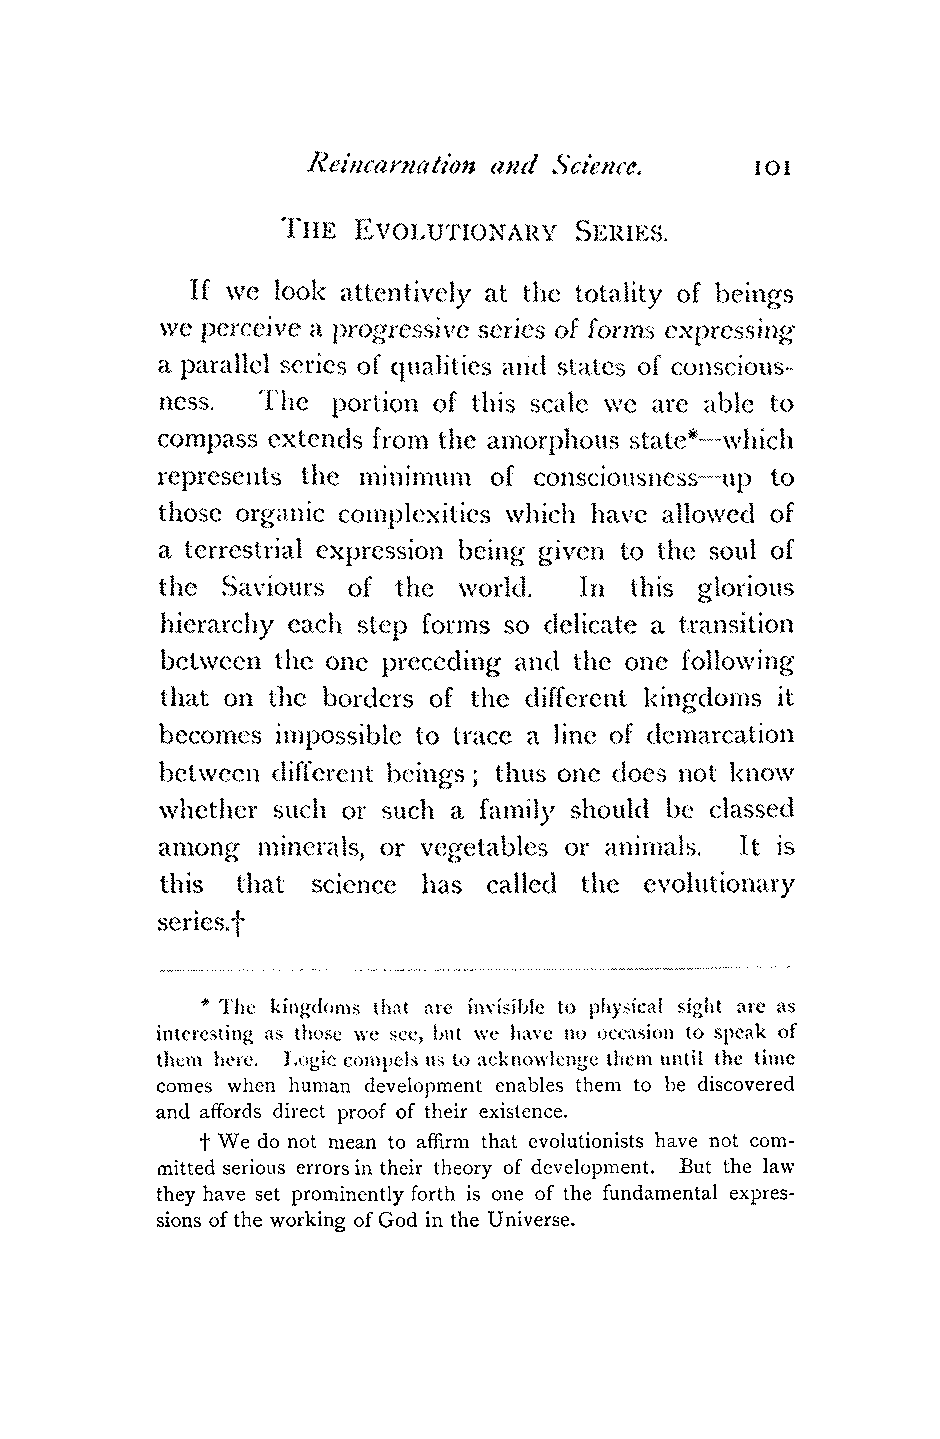 Reincarnation and Science. 101
THE EVOLUTIONARY SERIES.
If we look attentively at the totality of beings
we perceive a progressive series of forms expressing
a parallel series of qualities and states of conscious-
ness. The portion of this scale we are able to
compass extends from the amorphous state*—which
represents the minimum of consciousness—up to
those organic complexities which have allowed of
a terrestrial expression being given to the soul of
the Saviours of the world. In this glorious
hierarchy each step forms so delicate a transition
between the one preceding and the one following
that on the borders of the different kingdoms it
becomes impossible to trace a line of demarcation
between different beings; thus one does not know
whether such or such a family should be classed
among minerals, or vegetables or animals. It is
this that science has called the evolutionary
series.†
* The kingdoms that are invisible to physical sight are as
interesting as those we see, but we have no occasion to speak of
them here. Logic compels us to acknowlenge them until the time
comes when human development enables them to be discovered
and affords direct proof of their existence.
† We do not mean to affirm that evolutionists have not com-
mitted serious errors in their theory of development. But the law
they have set prominently forth is one of the fundamental expres-
sions of the working of God in the Universe.